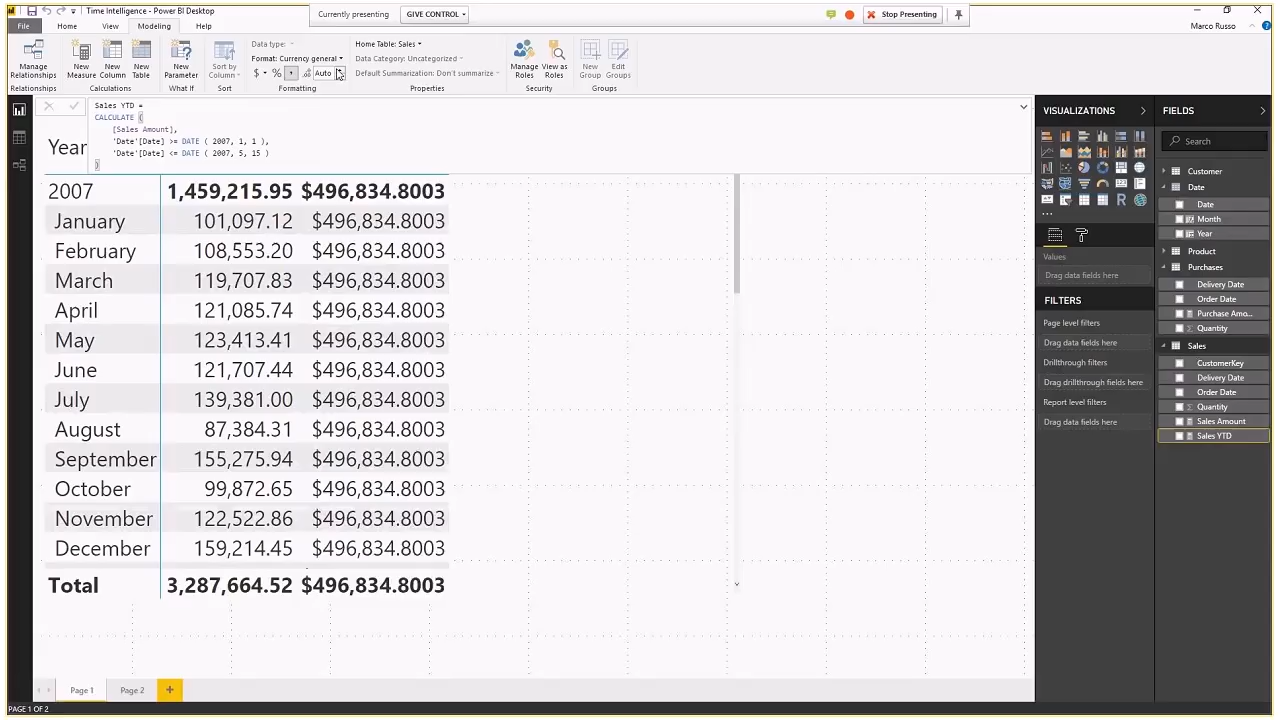 Time Intelligence - Power BI Desktop
Currently presenting
GIVE CONTROL
Stop Presenting
Marco Russo
File
Home
View
Modeling
Help
Manage Relationships
New Measure
New Column
New Table
New Parameter
Sort by Column
Data type:
Format: Currency general
$ % Auto
Home Table: Sales
Data Category: Uncategorized
Default Summarization: Don't summarize
Manage Roles
View as Roles
New Group
Edit Groups
Relationships
Calculations
What If
Sort
Formatting
Properties
Security
Groups
Sales YTD =
CALCULATE (
[Sales Amount],
'Date'[Date] >= DATE ( 2007, 1, 1 ),
'Date'[Date] <= DATE ( 2007, 5, 15 )
)
Year
2007 1,459,215.95 $496,834.8003
January 101,097.12 $496,834.8003
February 108,553.20 $496,834.8003
March 119,707.83 $496,834.8003
April 121,085.74 $496,834.8003
May 123,413.41 $496,834.8003
June 121,707.44 $496,834.8003
July 139,381.00 $496,834.8003
August 87,384.31 $496,834.8003
September 155,275.94 $496,834.8003
October 99,872.65 $496,834.8003
November 122,522.86 $496,834.8003
December 159,214.45 $496,834.8003
Total 3,287,664.52 $496,834.8003
VISUALIZATIONS
R
Values
Drag data fields here
FILTERS
Page level filters
Drag data fields here
Drillthrough filters
Drag drillthrough fields here
Report level filters
Drag data fields here
FIELDS
Search
Customer
Date
Date
Month
Year
Product
Purchases
Delivery Date
Order Date
Purchase Amo...
Quantity
Sales
CustomerKey
Delivery Date
Order Date
Quantity
Sales Amount
Sales YTD
Page 1
Page 2
+
PAGE 1 OF 2